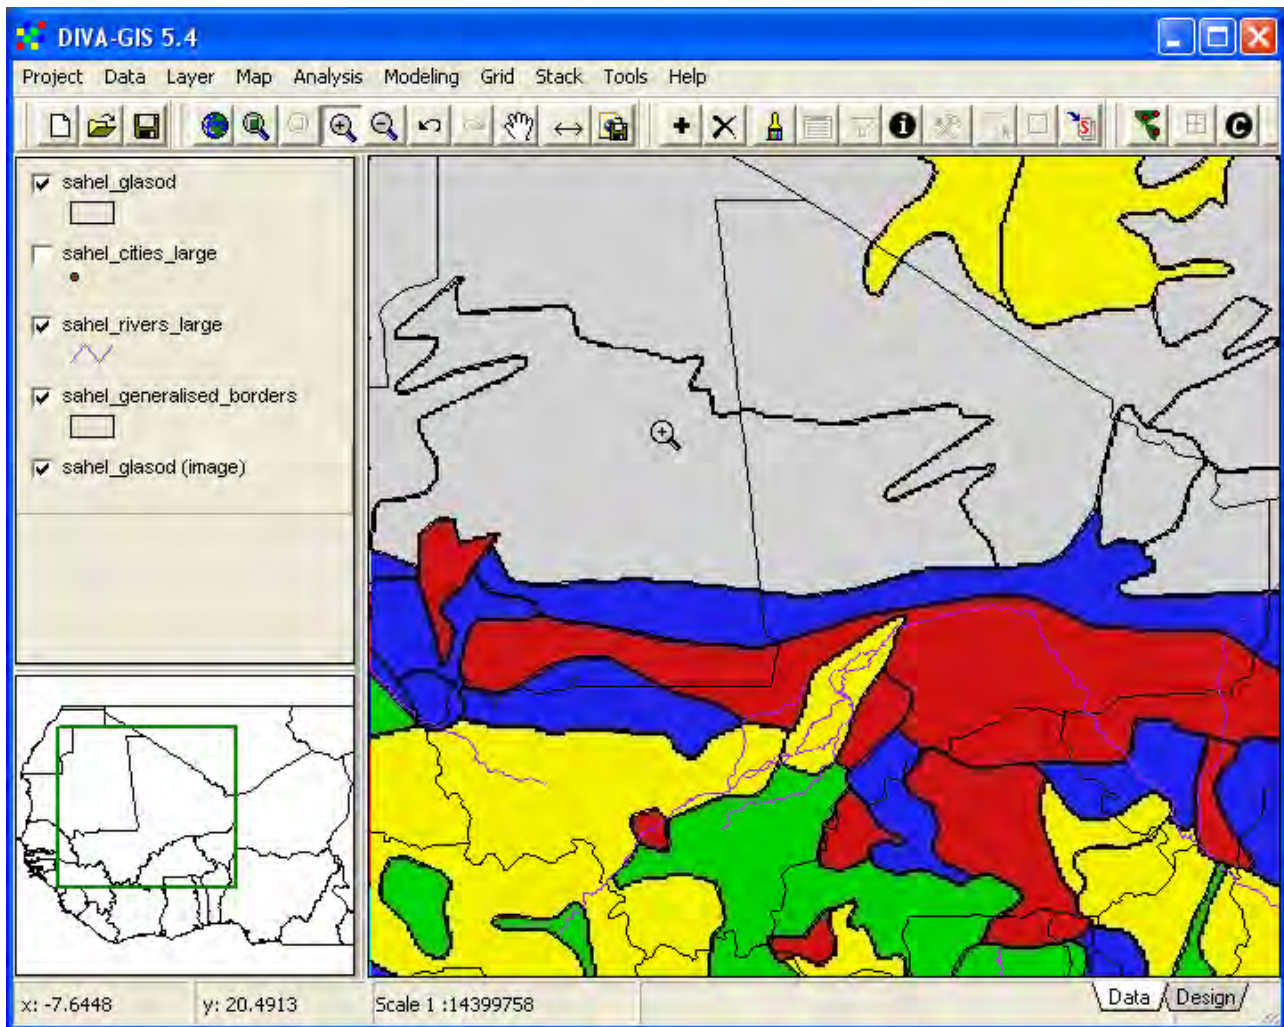 DIVA-GIS 5.4
Project Data Layer Map Analysis Modeling Grid Stack Tools Help
sahel_glasod
sahel_cities_large
sahel_rivers_large
sahel_generalised_borders
sahel_glasod (image)
x: -7.6448 y: 20.4913 Scale 1 :14399758 Data Design